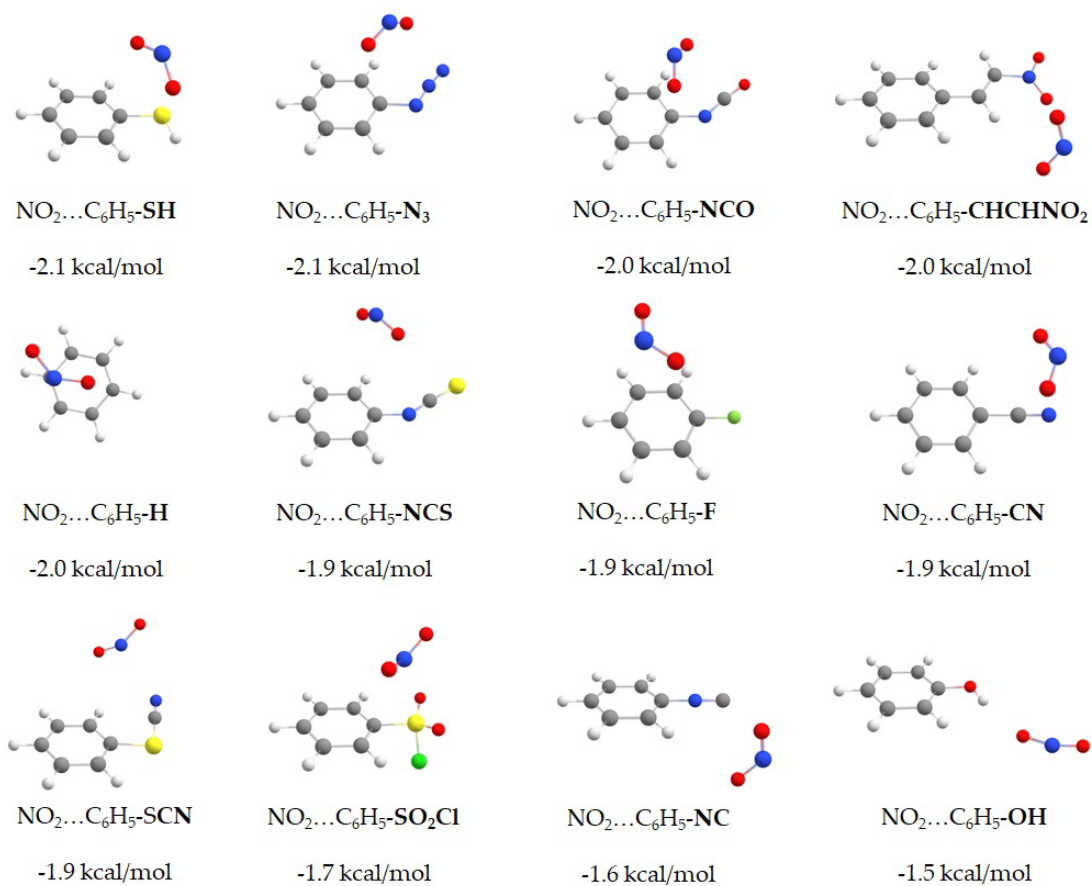 NO₂…C₆H₅-SH
NO₂…C₆H₅-N₃
NO₂…C₆H₅-NCO
NO₂…C₆H₅-CHCHNO₂
-2.1 kcal/mol
-2.1 kcal/mol
-2.0 kcal/mol
-2.0 kcal/mol
NO₂…C₆H₅-H
NO₂…C₆H₅-NCS
NO₂…C₆H₅-F
NO₂…C₆H₅-CN
-2.0 kcal/mol
-1.9 kcal/mol
-1.9 kcal/mol
-1.9 kcal/mol
NO₂…C₆H₅-SCN
NO₂…C₆H₅-SO₂Cl
NO₂…C₆H₅-NC
NO₂…C₆H₅-OH
-1.9 kcal/mol
-1.7 kcal/mol
-1.6 kcal/mol
-1.5 kcal/mol